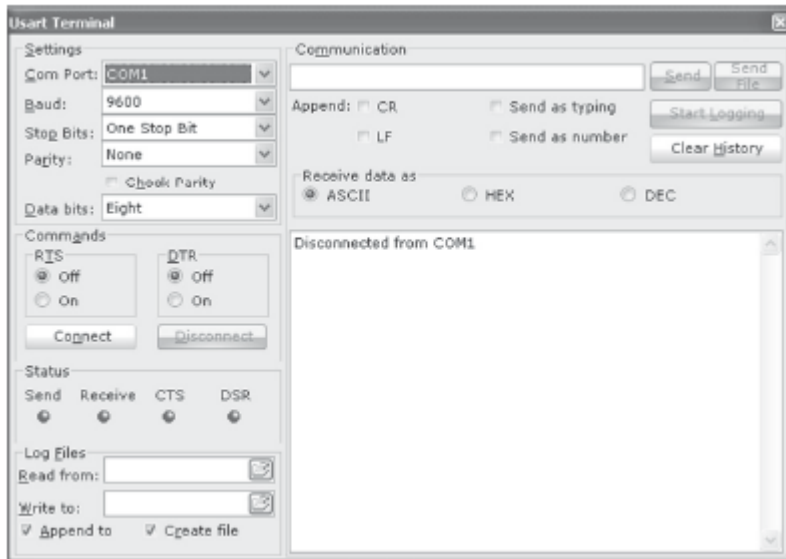 Usart Terminal
Settings
Com Port: COM1
Baud: 9600
Stop Bits: One Stop Bit
Parity: None
Check Parity
Data bits: Eight
Commands
RTS
Off
On
DTR
Off
On
Connect
Disconnect
Status
Send Receive CTS DSR
Log Files
Read from:
Write to:
Append to
Create file
Communication
Send
Send File
Append: CR
LF
Send as typing
Send as number
Start Logging
Clear History
Receive data as
ASCII
HEX
DEC
Disconnected from COM1